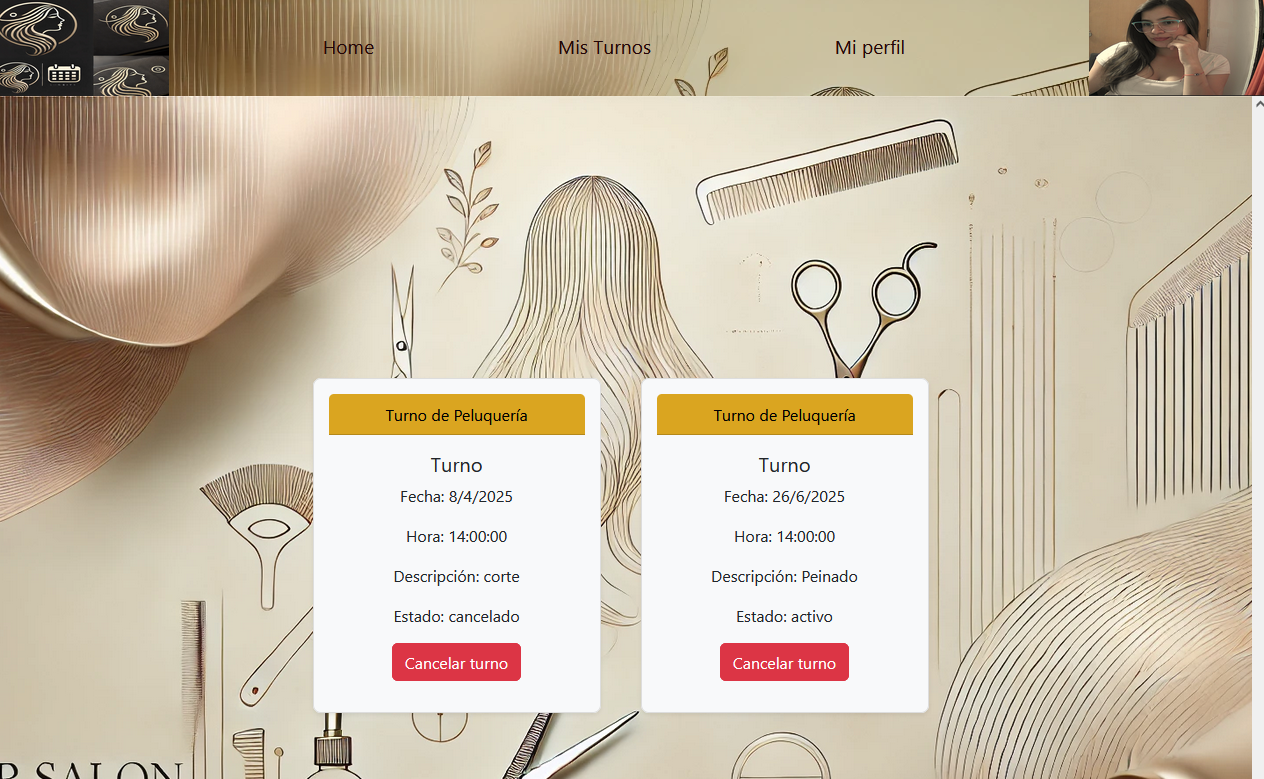 Home
Mis Turnos
Mi perfil
Turno de Peluquería
Turno
Fecha: 8/4/2025
Hora: 14:00:00
Descripción: corte
Estado: cancelado
Cancelar turno
Turno de Peluquería
Turno
Fecha: 26/6/2025
Hora: 14:00:00
Descripción: Peinado
Estado: activo
Cancelar turno
R SALON